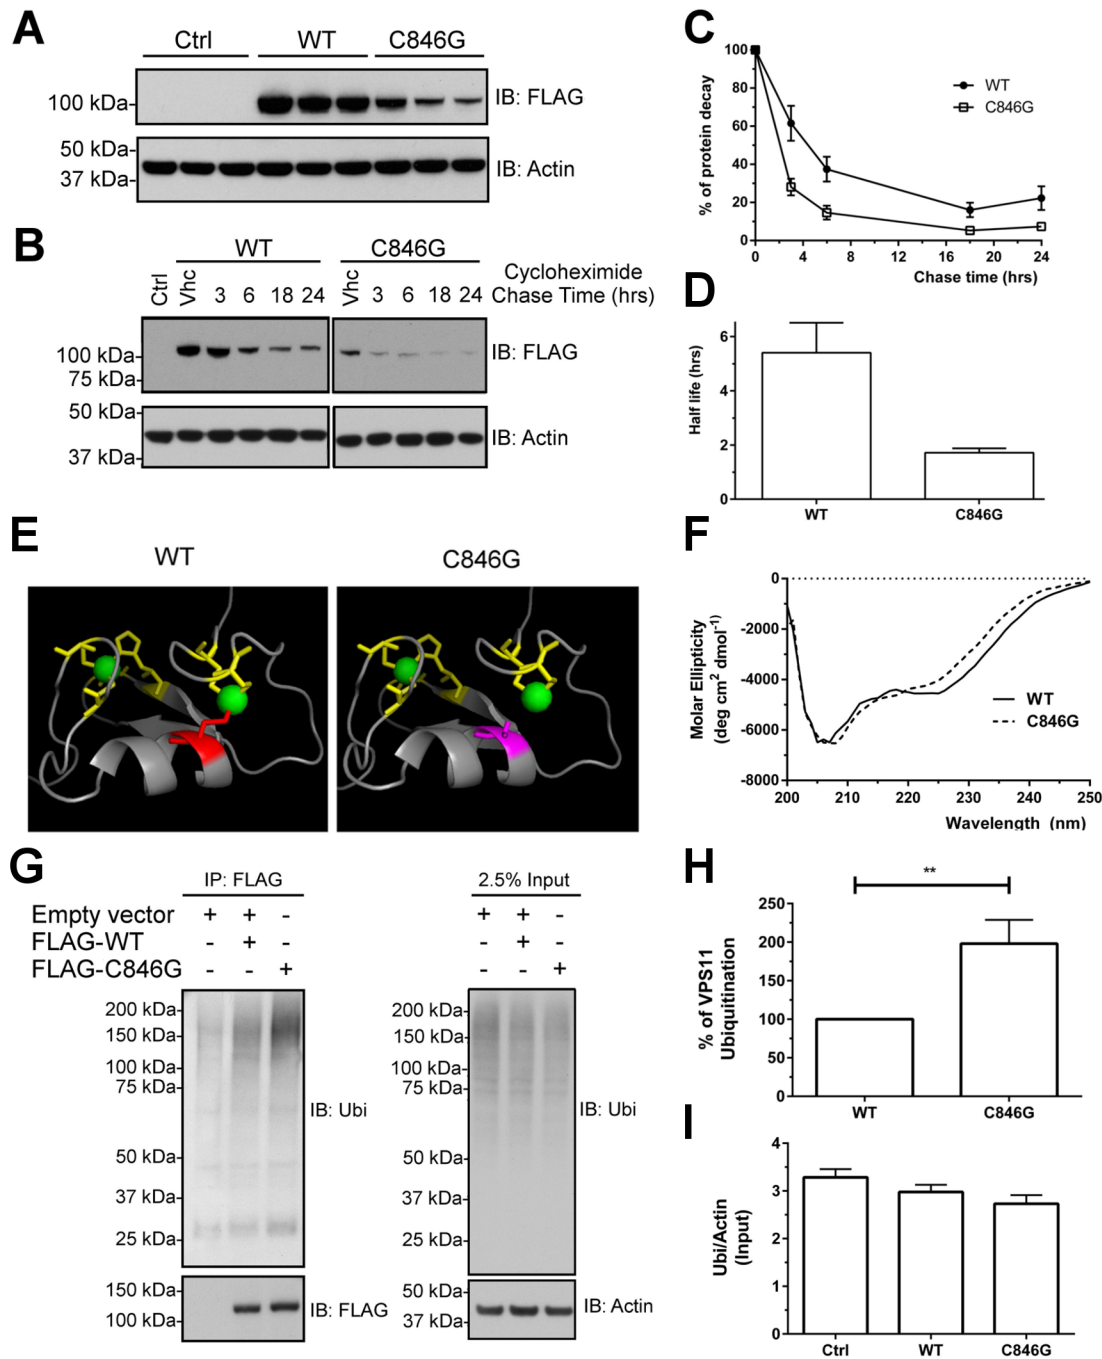 A
Ctrl WT C846G
100 kDa- IB: FLAG
50 kDa-
37 kDa- IB: Actin
B
WT C846G
Ctrl Vhc 3 6 18 24 Vhc 3 6 18 24 Cycloheximide
Chase Time (hrs)
100 kDa- IB: FLAG
75 kDa-
50 kDa-
IB: Actin
37 kDa-
C
% of protein decay
100
80
60
40
20
0
0 4 8 12 16 20 24
Chase time (hrs)
WT
C846G
D
Half life (hrs)
6
4
2
0
WT C846G
E
WT C846G
F
Molar Ellipticity
(deg cm2 dmol-1)
0
-2000
-4000
-6000
-8000
200 210 220 230 240 250
Wavelength (nm)
WT
C846G
G
IP: FLAG 2.5% Input
Empty vector + + - + + -
FLAG-WT - + - - + -
FLAG-C846G - - + - - +
200 kDa-
150 kDa-
100 kDa-
75 kDa-
IB: Ubi
50 kDa-
37 kDa-
25 kDa-
150 kDa-
IB: FLAG
100 kDa-
200 kDa-
150 kDa-
100 kDa-
75 kDa-
IB: Ubi
50 kDa-
37 kDa-
25 kDa-
50 kDa-
IB: Actin
37 kDa-
H
**
% of VPS11
Ubiquitination
250
200
150
100
50
0
WT C846G
I
Ubi/Actin
(Input)
4
3
2
1
0
Ctrl WT C846G